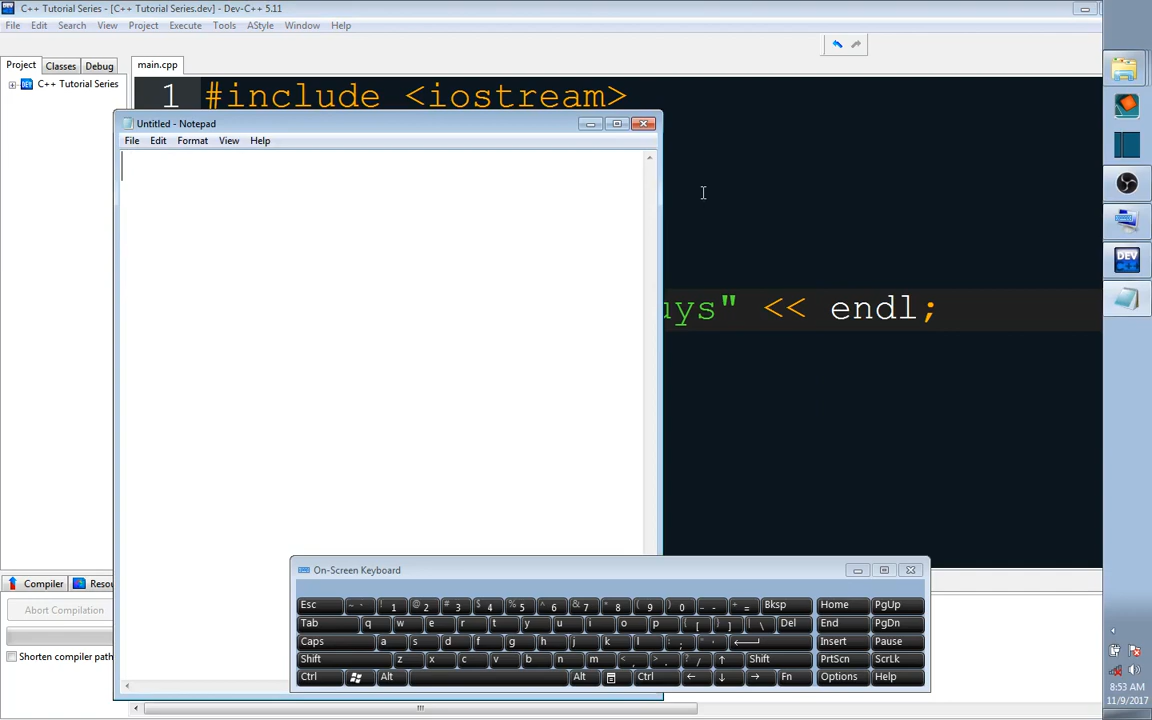 C++ Tutorial Series - [C++ Tutorial Series.dev] - Dev-C++ 5.11
File Edit Search View Project Execute Tools AStyle Window Help
Project Classes Debug main.cpp
C++ Tutorial Series
1 #include <iostream>
Untitled - Notepad
File Edit Format View Help
uys" << endl;
On-Screen Keyboard
Esc ~ ` ! 1 @ 2 # 3 $ 4 % 5 ^ 6 & 7 * 8 ( 9 ) 0 _ - + = Bksp Home PgUp
Tab q w e r t y u i o p { [ } ] | \ Del End PgDn
Caps a s d f g h j k l : ; " ' Insert Pause
Shift z x c v b n m < , > . ? / ↑ Shift PrtScn ScrLk
Ctrl Alt Alt Ctrl ← ↓ → Fn Options Help
Compiler Resou
Abort Compilation
Shorten compiler path
DEV
8:53 AM
11/9/2017